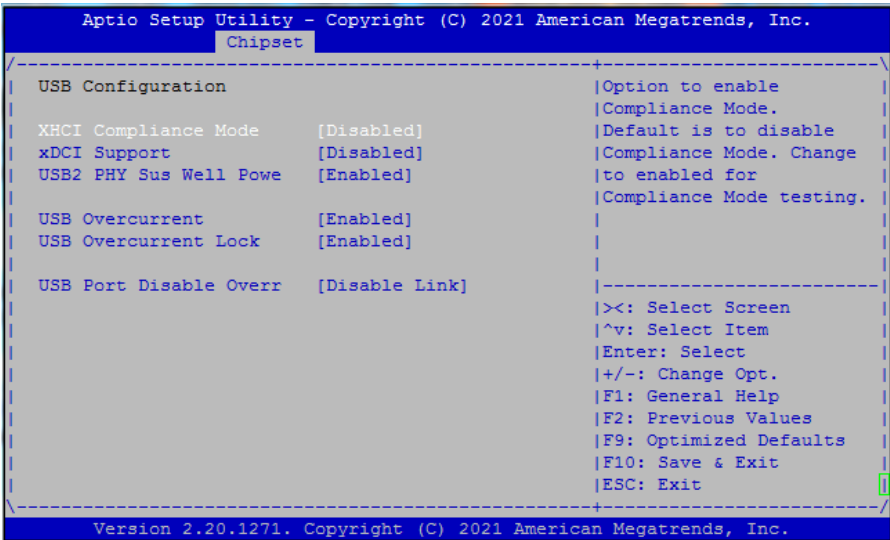 Aptio Setup Utility - Copyright (C) 2021 American Megatrends, Inc.
Chipset
USB Configuration
XHCI Compliance Mode [Disabled]
xDCI Support [Disabled]
USB2 PHY Sus Well Powe [Enabled]
USB Overcurrent [Enabled]
USB Overcurrent Lock [Enabled]
USB Port Disable Overr [Disable Link]
Option to enable
Compliance Mode.
Default is to disable
Compliance Mode. Change
to enabled for
Compliance Mode testing.
><: Select Screen
^v: Select Item
Enter: Select
+/-: Change Opt.
F1: General Help
F2: Previous Values
F9: Optimized Defaults
F10: Save & Exit
ESC: Exit
Version 2.20.1271. Copyright (C) 2021 American Megatrends, Inc.